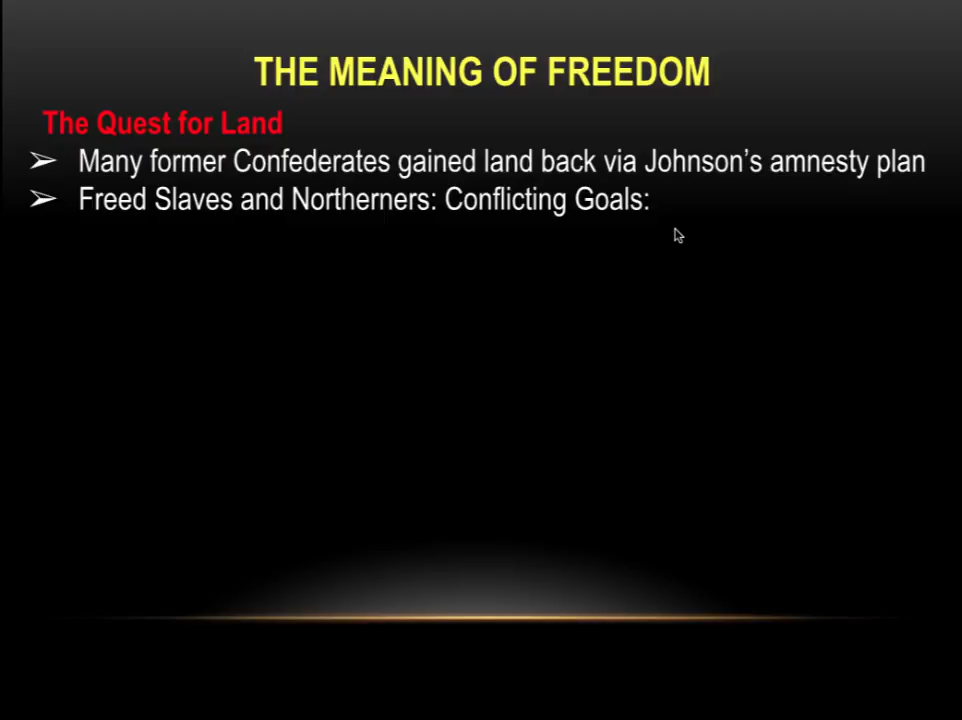 THE MEANING OF FREEDOM
The Quest for Land
➢ Many former Confederates gained land back via Johnson’s amnesty plan
➢ Freed Slaves and Northerners: Conflicting Goals: